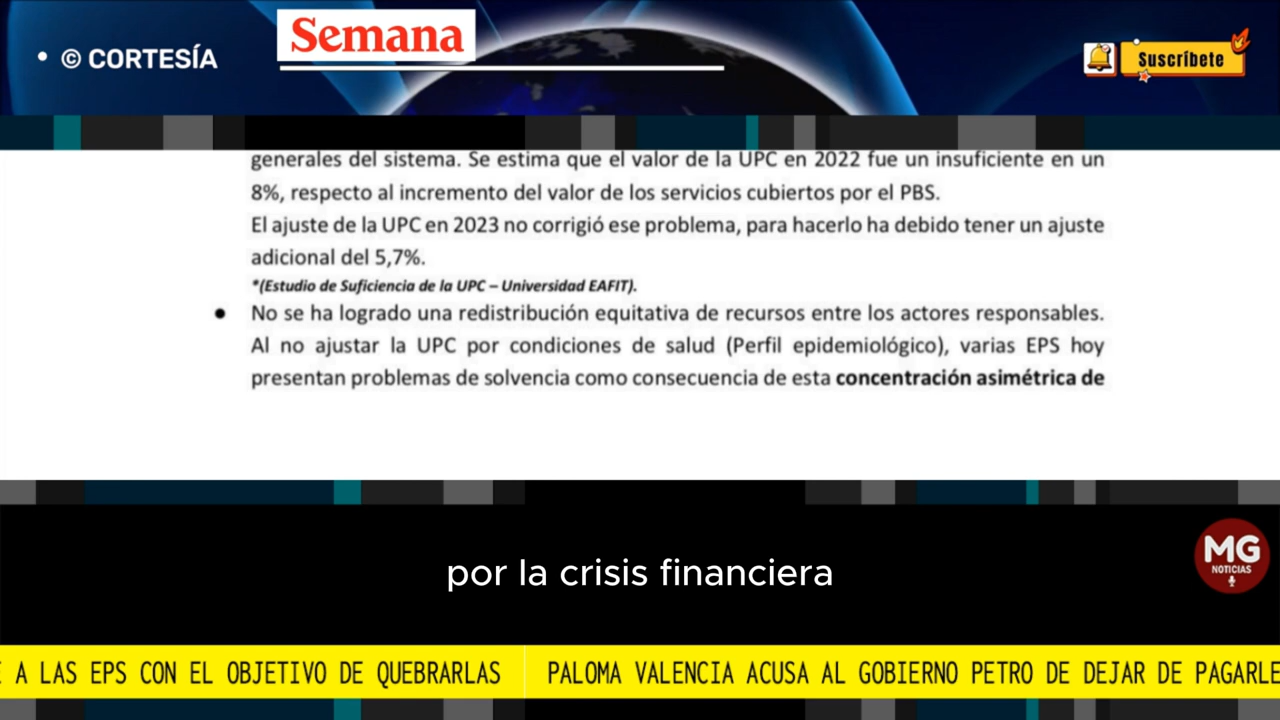 • © CORTESÍA
Semana
Suscríbete
generales del sistema. Se estima que el valor de la UPC en 2022 fue un insuficiente en un
8%, respecto al incremento del valor de los servicios cubiertos por el PBS.
El ajuste de la UPC en 2023 no corrigió ese problema, para hacerlo ha debido tener un ajuste
adicional del 5,7%.
*(Estudio de Suficiencia de la UPC – Universidad EAFIT).
● No se ha logrado una redistribución equitativa de recursos entre los actores responsables.
Al no ajustar la UPC por condiciones de salud (Perfil epidemiológico), varias EPS hoy
presentan problemas de solvencia como consecuencia de esta concentración asimétrica de
por la crisis financiera
MG
NOTICIAS
A LAS EPS CON EL OBJETIVO DE QUEBRARLAS PALOMA VALENCIA ACUSA AL GOBIERNO PETRO DE DEJAR DE PAGARLE